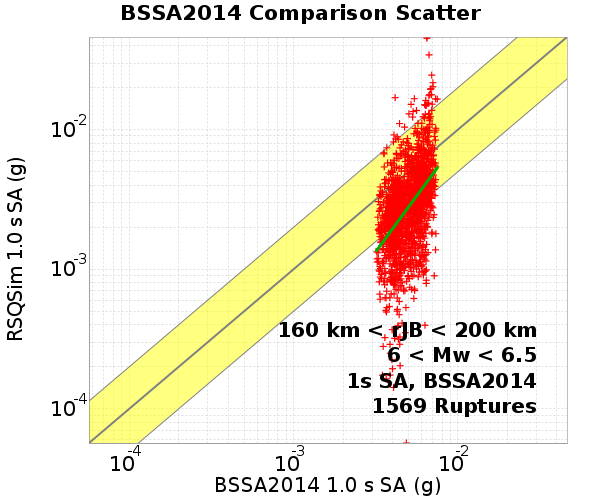 BSSA2014 Comparison Scatter
RSQSim 1.0 s SA (g)
10-2
10-3
10-4
160 km < rJB < 200 km
6 < Mw < 6.5
1s SA, BSSA2014
1569 Ruptures
10-4 10-3 10-2
BSSA2014 1.0 s SA (g)